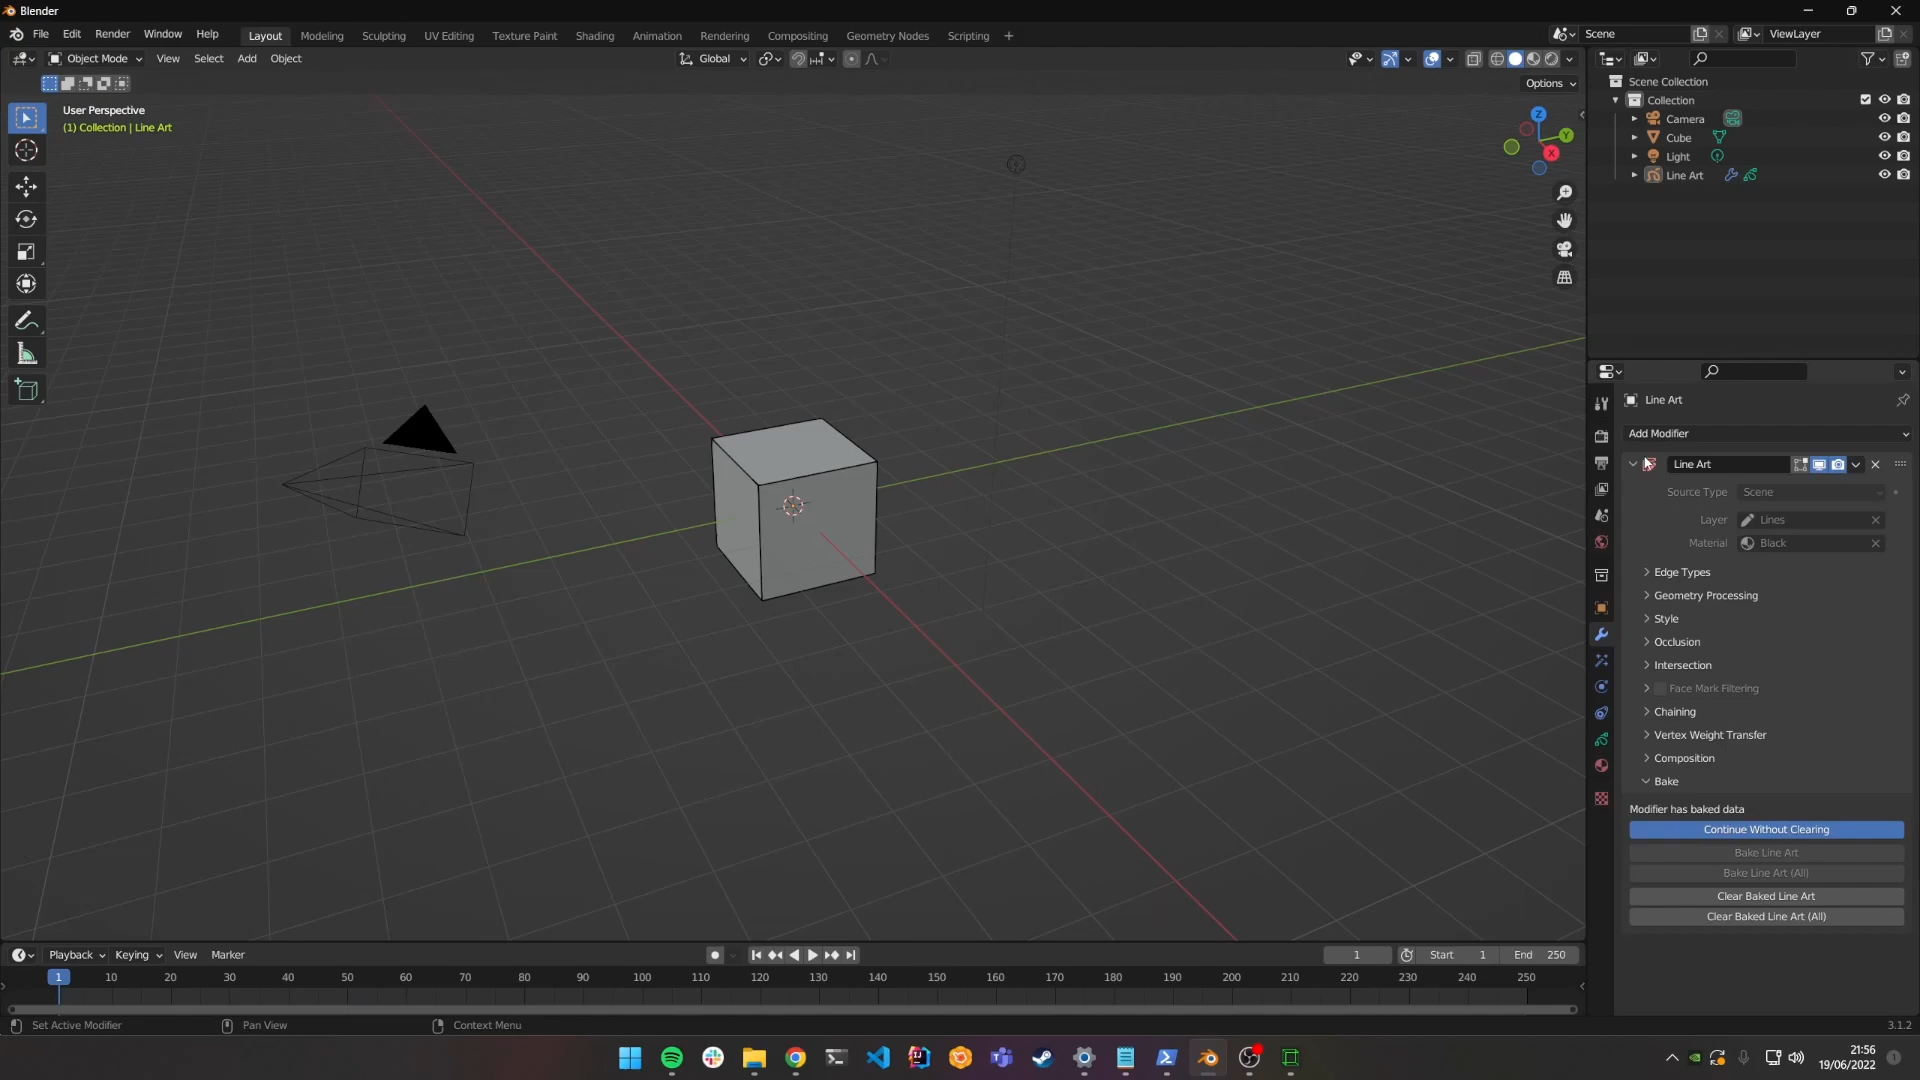 Blender
File Edit Render Window Help Layout Modeling Sculpting UV Editing Texture Paint Shading Animation Rendering Compositing Geometry Nodes Scripting + Scene ViewLayer
Object Mode View Select Add Object Global
Options
User Perspective
(1) Collection | Line Art
Z
Y
X
Scene Collection
Collection
Camera
Cube
Light
Line Art
Line Art
Add Modifier
Line Art
Source Type Scene
Layer Lines
Material Black
Edge Types
Geometry Processing
Style
Occlusion
Intersection
Face Mark Filtering
Chaining
Vertex Weight Transfer
Composition
Bake
Modifier has baked data
Continue Without Clearing
Bake Line Art
Bake Line Art (All)
Clear Baked Line Art
Clear Baked Line Art (All)
Playback Keying View Marker 1 Start 1 End 250
1 10 20 30 40 50 60 70 80 90 100 110 120 130 140 150 160 170 180 190 200 210 220 230 240 250
Set Active Modifier Pan View Context Menu 3.1.2
21:56
19/06/2022
1